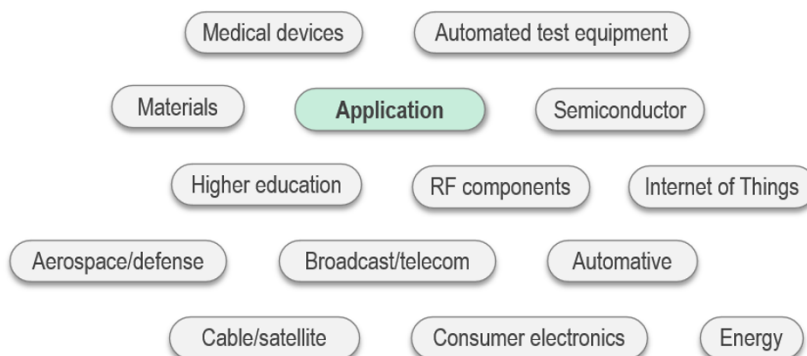 Medical devices
Automated test equipment
Materials
Application
Semiconductor
Higher education
RF components
Internet of Things
Aerospace/defense
Broadcast/telecom
Automative
Cable/satellite
Consumer electronics
Energy